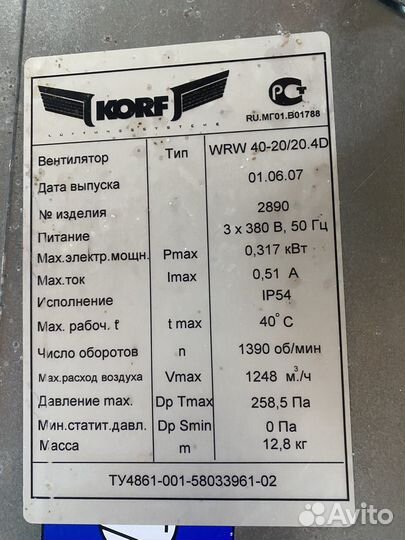 KORF
LÜFTUNGSSYSTEME
РСТ
RU.МГ01.В01788
Вентилятор Тип WRW 40-20/20.4D
Дата выпуска 01.06.07
№ изделия 2890
Питание 3 x 380 В, 50 Гц
Мах.электр.мощн. Pmax 0,317 кВт
Мах.ток Imax 0,51 А
Исполнение IP54
Мах. рабоч. t° t max 40°C
Число оборотов n 1390 об/мин
Мах.расход воздуха Vmax 1248 м³/ч
Давление max. Dp Tmax 258,5 Па
Мин.статит.давл. Dp Smin 0 Па
Масса m 12,8 кг
ТУ4861-001-58033961-02
Avito